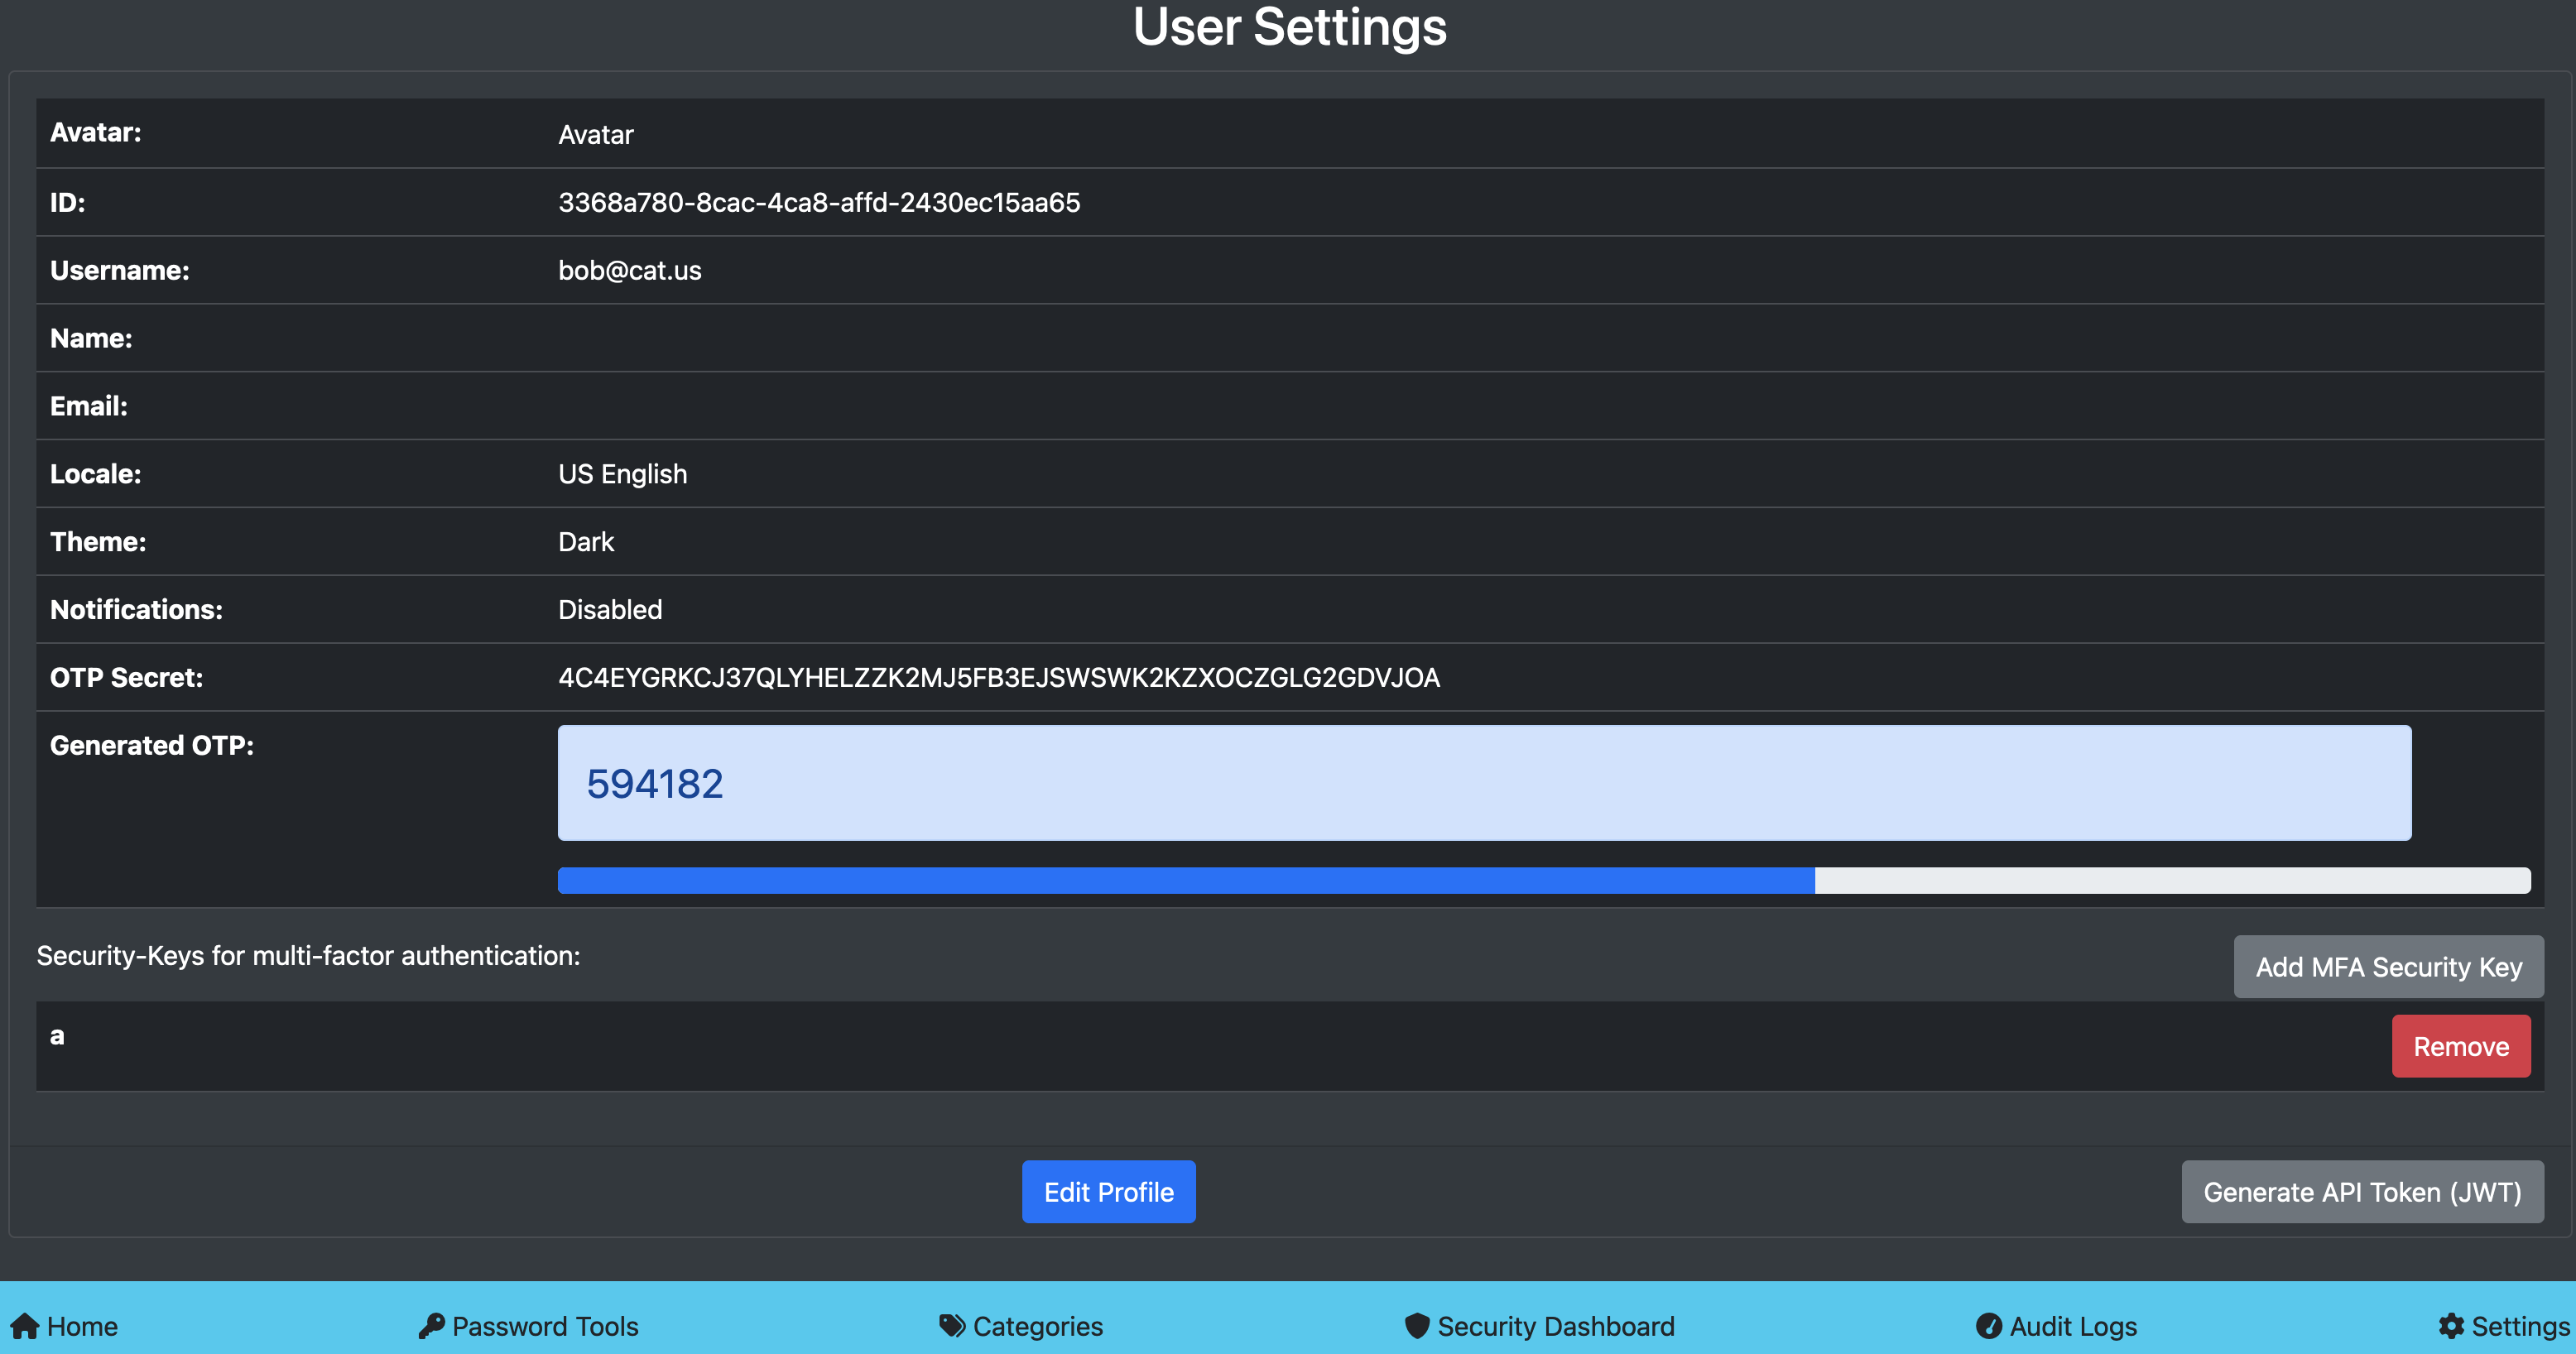 User Settings
Avatar: Avatar
ID: 3368a780-8cac-4ca8-affd-2430ec15aa65
Username: bob@cat.us
Name:
Email:
Locale: US English
Theme: Dark
Notifications: Disabled
OTP Secret: 4C4EYGRKCJ37QLYHELZZK2MJ5FB3EJSWSWK2KZXOCZGLG2GDVJOA
Generated OTP: 594182
Security-Keys for multi-factor authentication: Add MFA Security Key
a Remove
Edit Profile Generate API Token (JWT)
Home Password Tools Categories Security Dashboard Audit Logs Settings